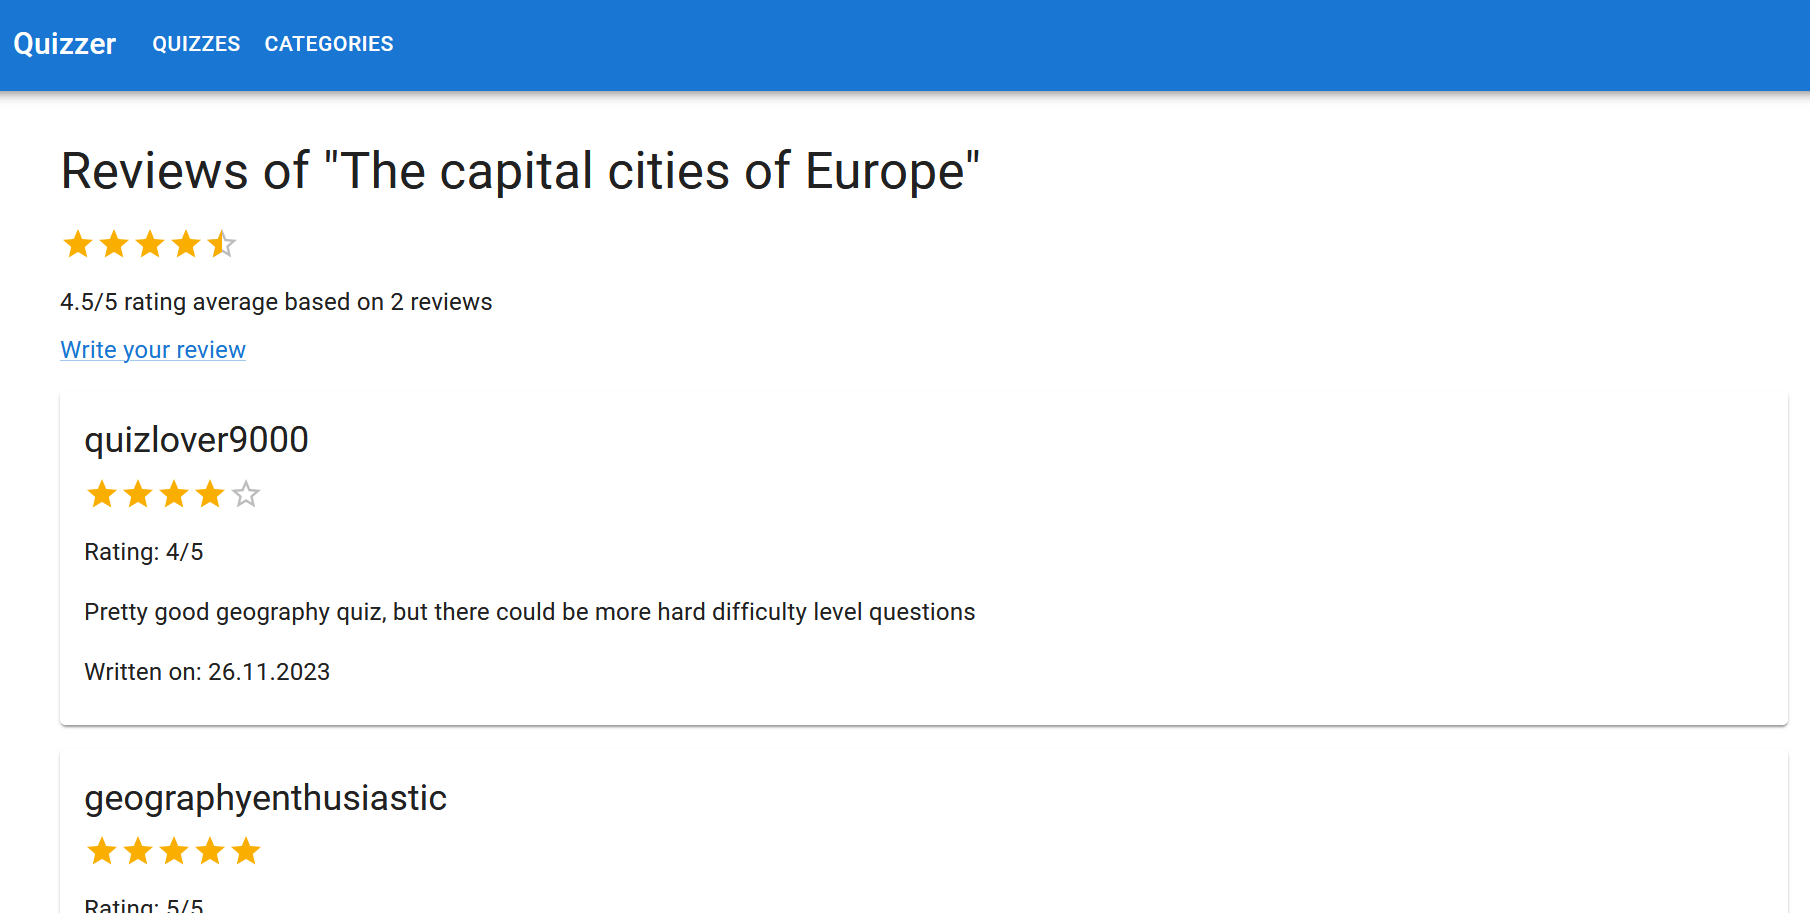 Quizzer QUIZZES CATEGORIES
Reviews of "The capital cities of Europe"
4.5/5 rating average based on 2 reviews
Write your review
quizlover9000
Rating: 4/5
Pretty good geography quiz, but there could be more hard difficulty level questions
Written on: 26.11.2023
geographyenthusiastic
Rating: 5/5